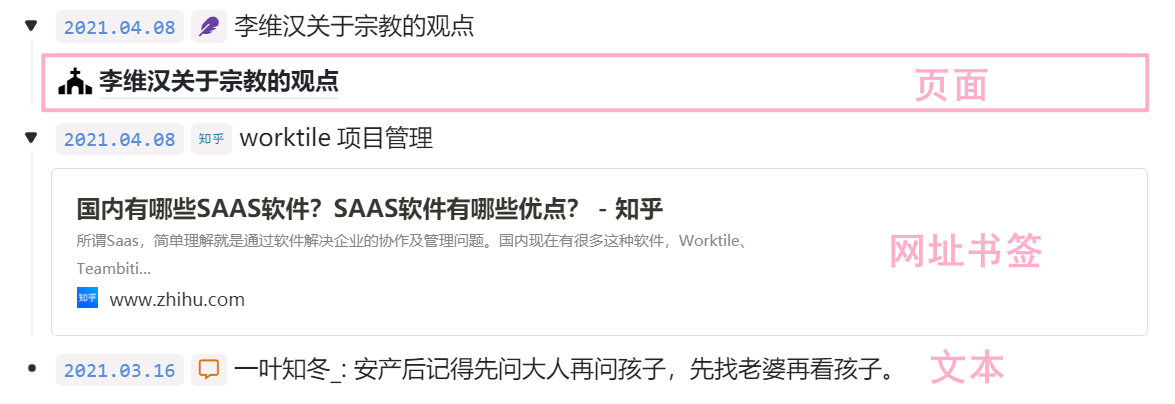 2021.04.08 李维汉关于宗教的观点
李维汉关于宗教的观点 页面
2021.04.08 知乎 worktile 项目管理
国内有哪些SAAS软件？SAAS软件有哪些优点？ - 知乎
所谓Saas，简单理解就是通过软件解决企业的协作及管理问题。国内现在有很多这种软件，Worktile、
Teambiti...
网址书签
知乎 www.zhihu.com
2021.03.16 一叶知冬_: 安产后记得先问大人再问孩子，先找老婆再看孩子。 文本